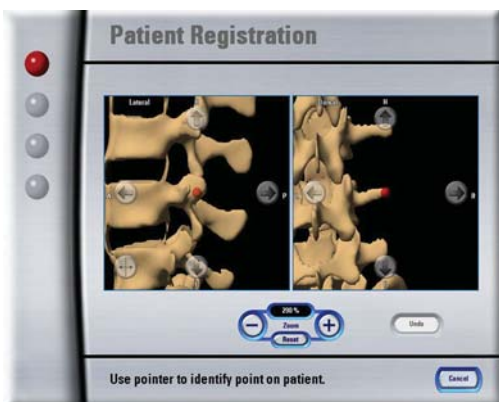 Patient Registration
Lateral
H
A
P
R
200 %
Zoom
Reset
Undo
Use pointer to identify point on patient.
Cancel